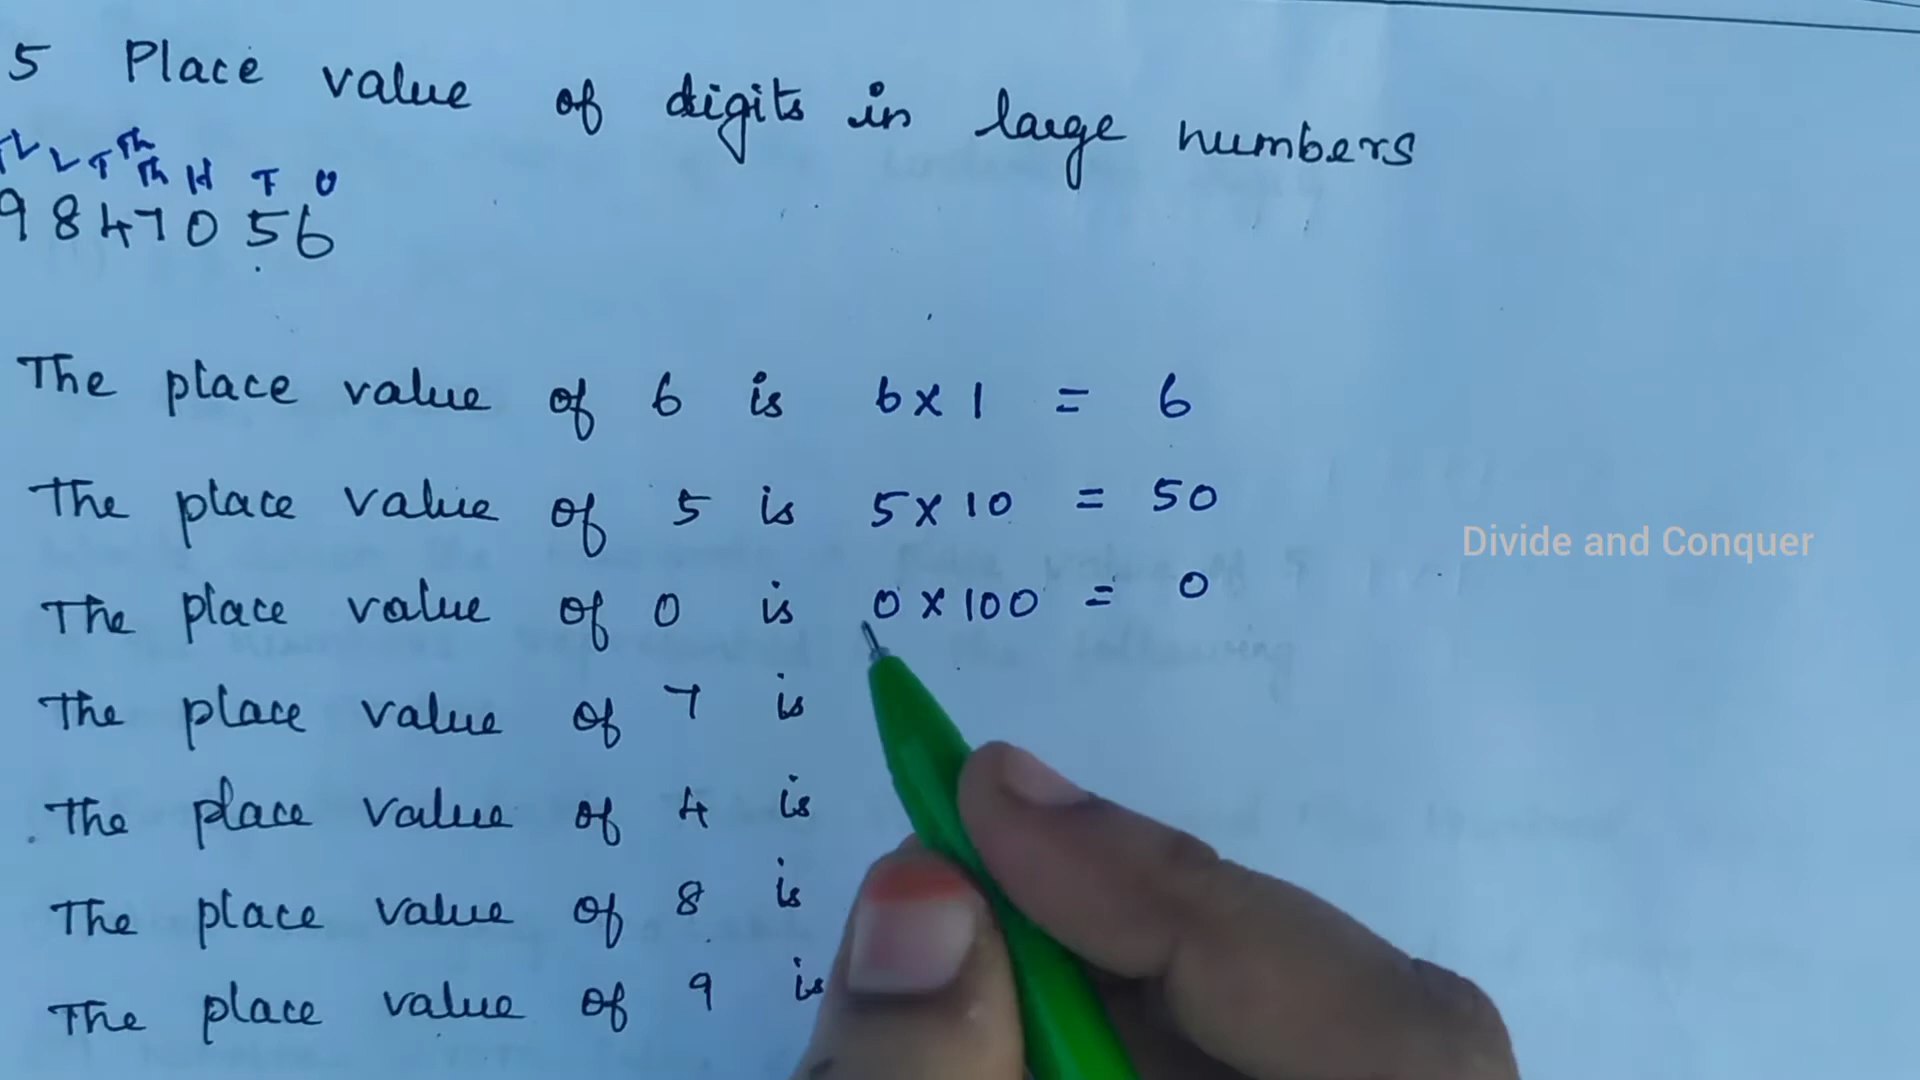 5 Place value of digits in large numbers
TL L TTh Th H T O
9847056
The place value of 6 is 6 x 1 = 6
The place value of 5 is 5 x 10 = 50
The place value of 0 is 0 x 100 = 0
The place value of 7 is
The place value of 4 is
The place value of 8 is
The place value of 9 is
Divide and Conquer